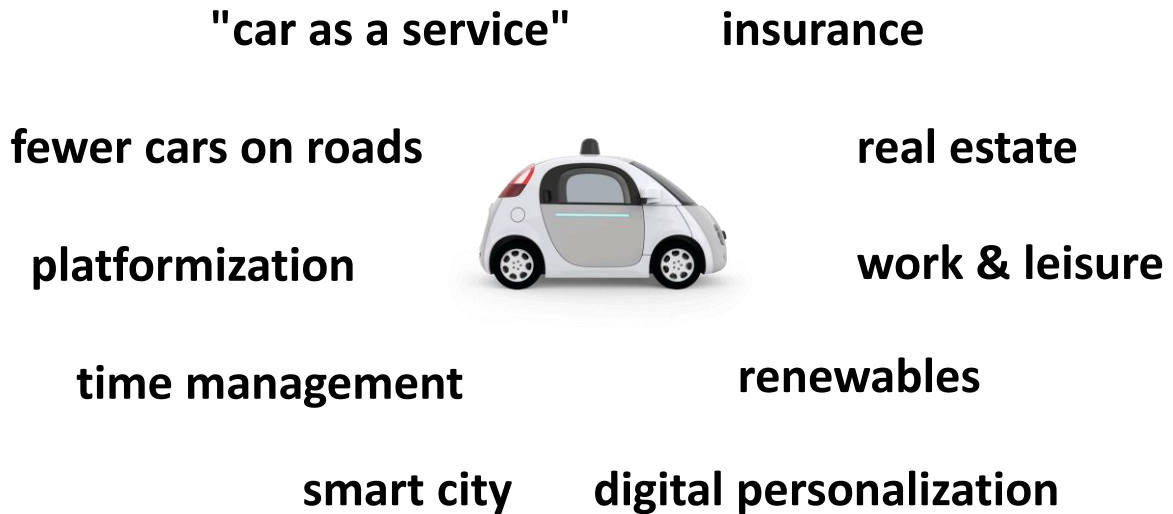 "car as a service"
insurance
fewer cars on roads
real estate
platformization
work & leisure
time management
renewables
smart city
digital personalization